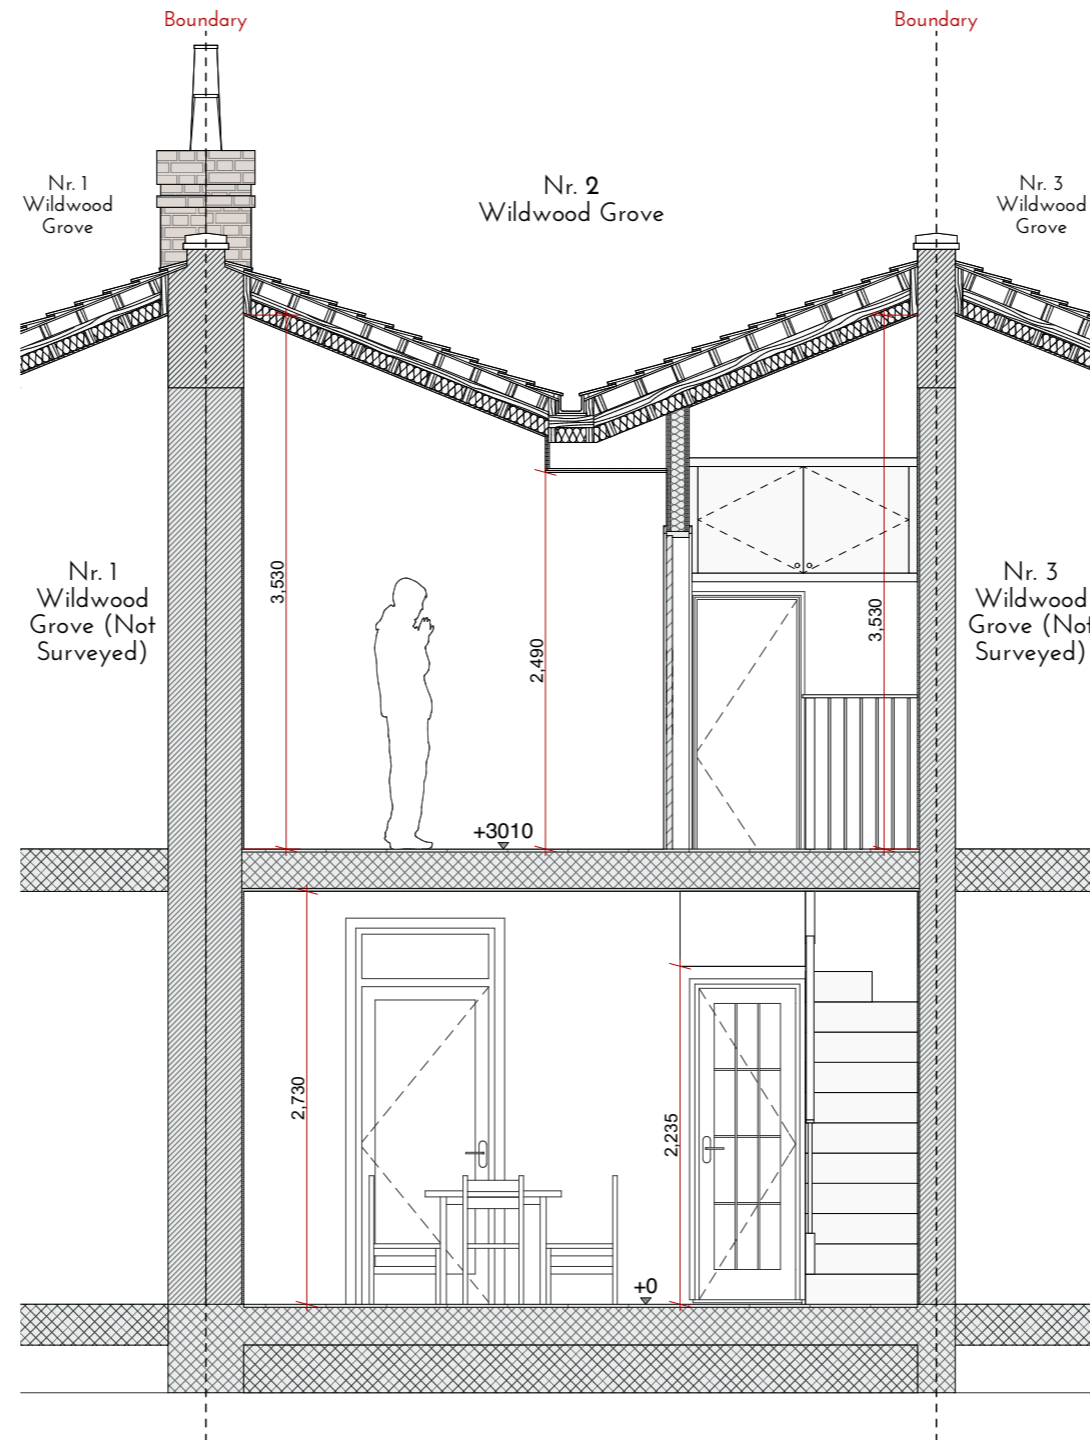 Boundary
Boundary
Nr. 1
Wildwood
Grove
Nr. 2
Wildwood Grove
Nr. 3
Wildwood
Grove
Nr. 1
Wildwood
Grove (Not
Surveyed)
3,530
2,490
3,530
Nr. 3
Wildwood
Grove (Not
Surveyed)
+3010
2,730
2,235
+0